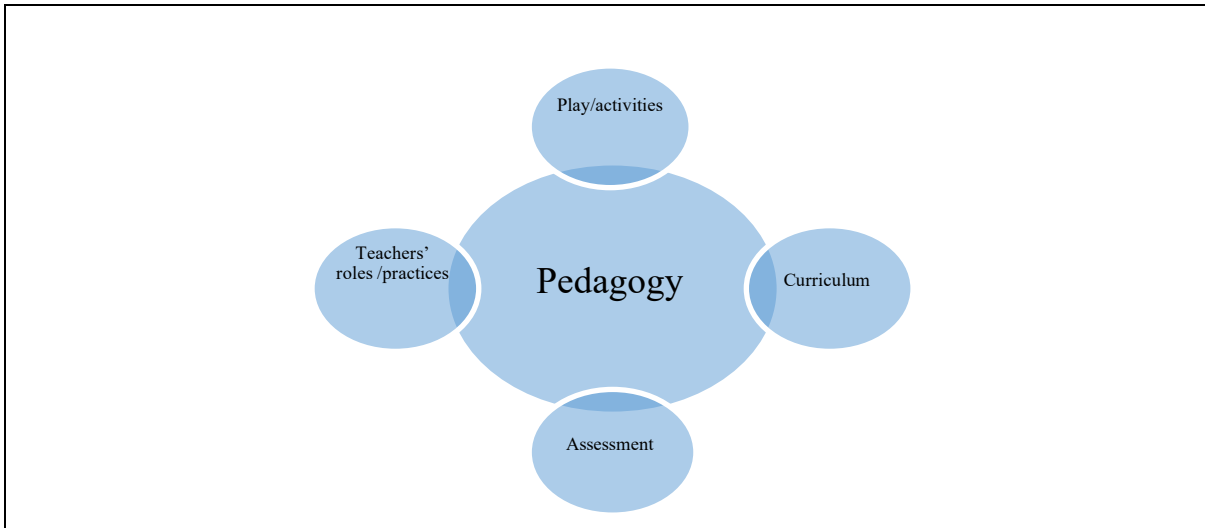 Play/activities
Teachers’
roles /practices
Pedagogy
Curriculum
Assessment